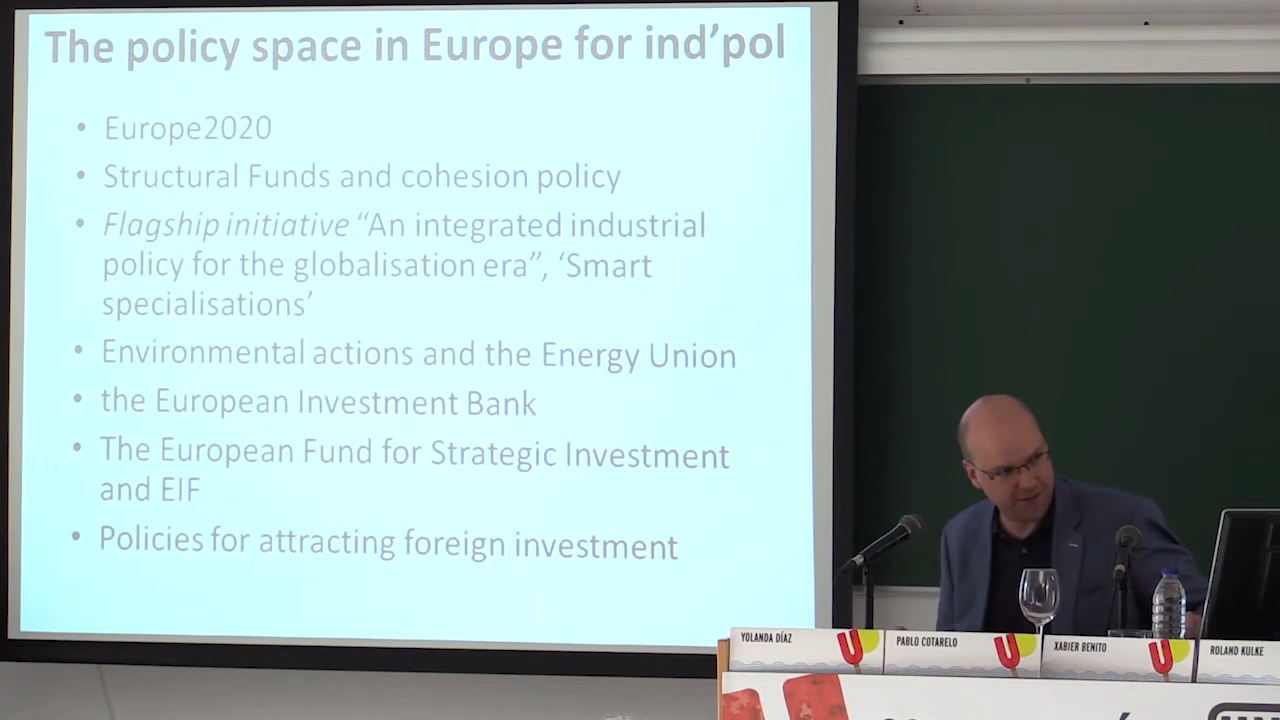 The policy space in Europe for ind'pol
• Europe2020
• Structural Funds and cohesion policy
• Flagship initiative “An integrated industrial
policy for the globalisation era”, ‘Smart
specialisations’
• Environmental actions and the Energy Union
• the European Investment Bank
• The European Fund for Strategic Investment
and EIF
• Policies for attracting foreign investment
YOLANDA DÍAZ
PABLO COTARELO
XABIER BENITO
ROLAND KULKE
U
U
U